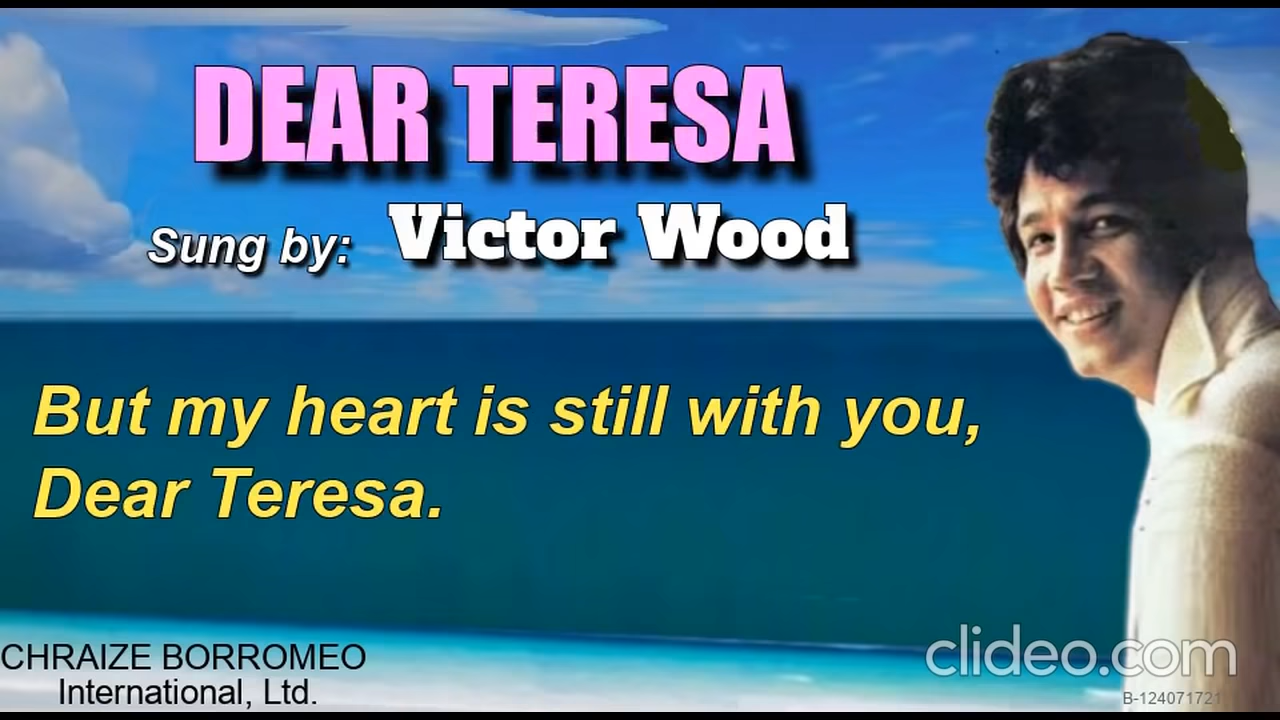 DEAR TERESA
Sung by: Victor Wood
But my heart is still with you,
Dear Teresa.
CHRAIZE BORROMEO
International, Ltd.
clideo.com
B-124071721